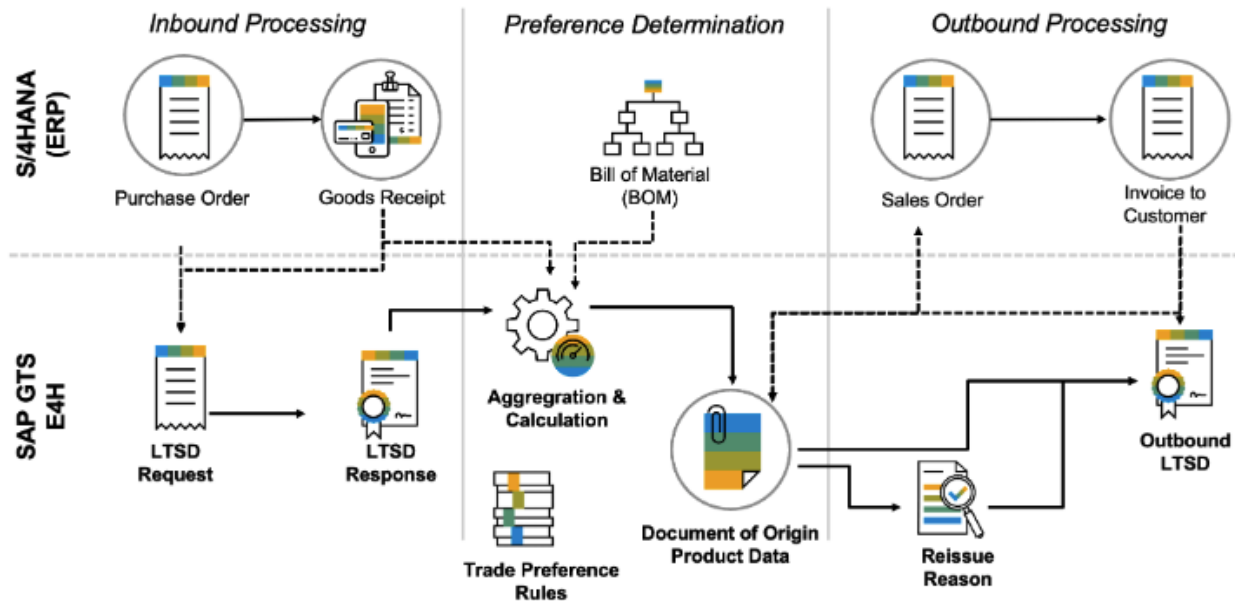 Inbound Processing
Preference Determination
Outbound Processing
S/4HANA
(ERP)
Purchase Order
Goods Receipt
Bill of Material
(BOM)
Sales Order
Invoice to
Customer
SAP GTS
E4H
LTSD
Request
LTSD
Response
Aggregration &
Calculation
Trade Preference
Rules
Document of Origin
Product Data
Reissue
Reason
Outbound
LTSD